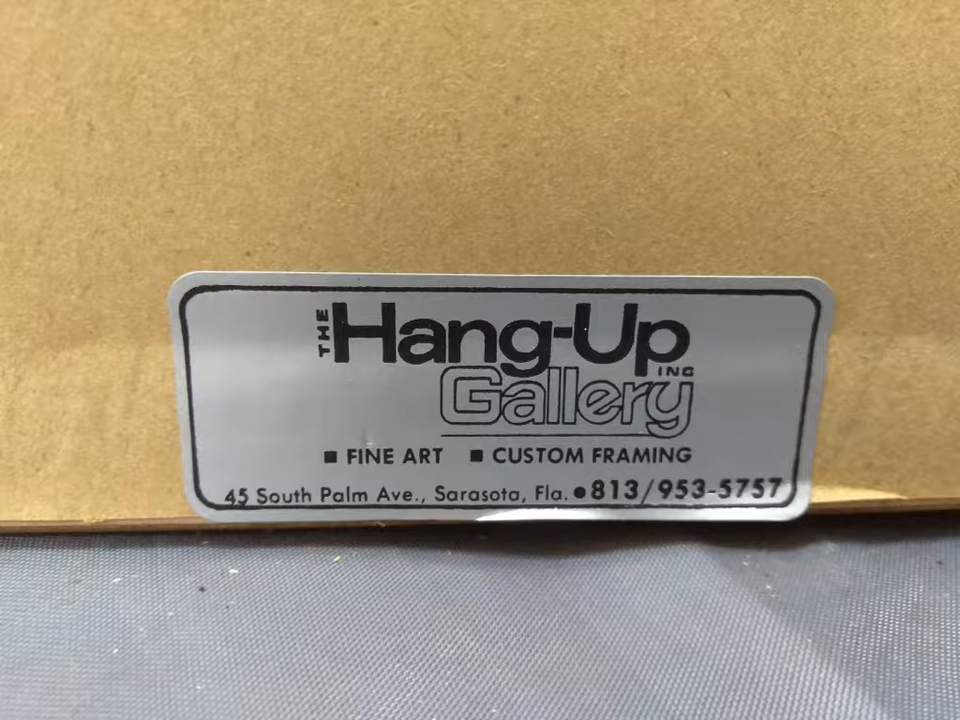 THE Hang-Up
INC
Gallery
■ FINE ART ■ CUSTOM FRAMING
45 South Palm Ave., Sarasota, Fla. ● 813/953-5757